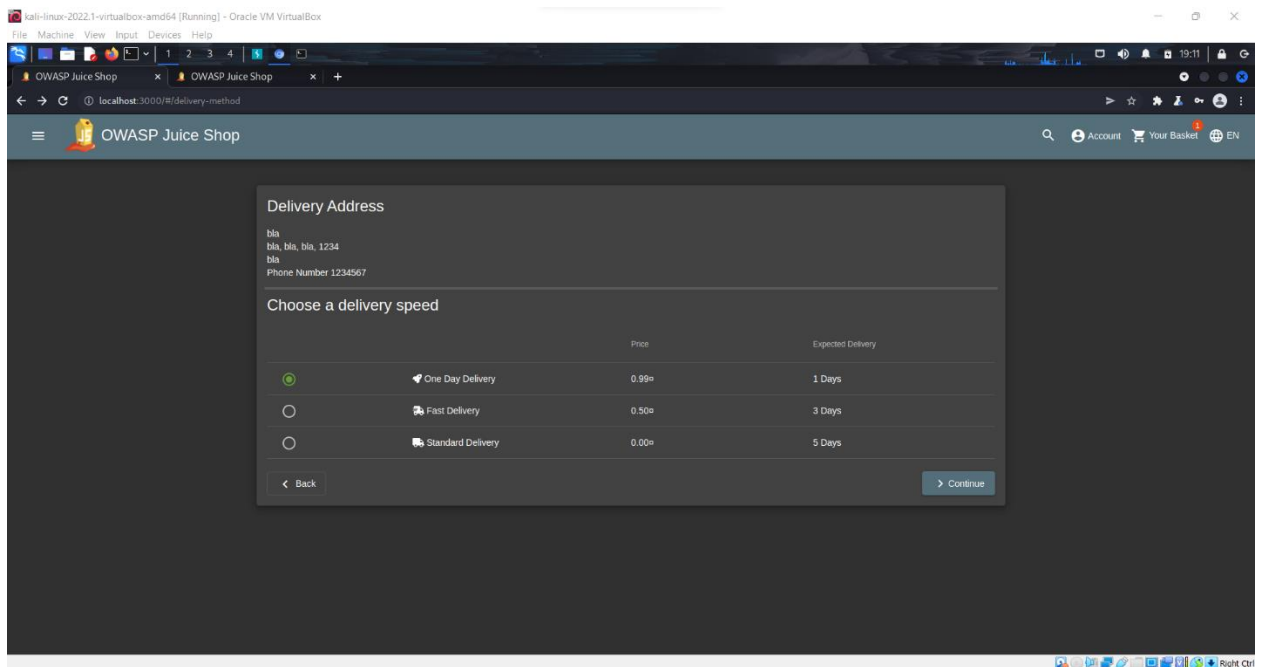 kali-linux-2022.1-virtualbox-amd64 [Running] - Oracle VM VirtualBox
File Machine View Input Devices Help
1 2 3 4 19:11
OWASP Juice Shop x OWASP Juice Shop x +
localhost:3000/#/delivery-method
OWASP Juice Shop Account Your Basket 1 EN
Delivery Address
bla
bla, bla, bla, 1234
bla
Phone Number 1234567
Choose a delivery speed
Price Expected Delivery
One Day Delivery 0.99¤ 1 Days
Fast Delivery 0.50¤ 3 Days
Standard Delivery 0.00¤ 5 Days
Back Continue
Right Ctrl